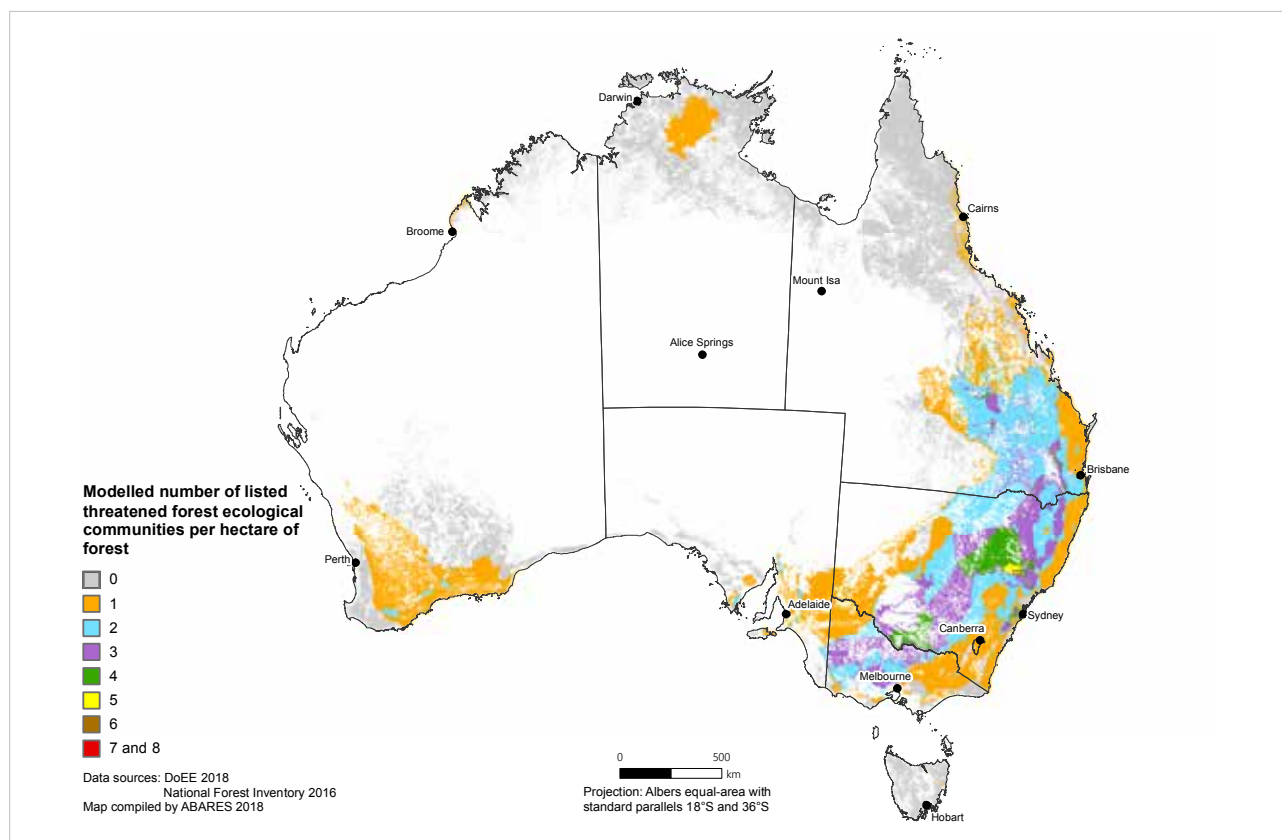 Darwin
Cairns
Broome
Mount Isa
Alice Springs
Brisbane
Perth
Adelaide
Sydney
Canberra
Melbourne
Hobart
Modelled number of listed
threatened forest ecological
communities per hectare of
forest
0
1
2
3
4
5
6
7 and 8
Data sources: DoEE 2018
National Forest Inventory 2016
Map compiled by ABARES 2018
0 500
km
Projection: Albers equal-area with
standard parallels 18°S and 36°S